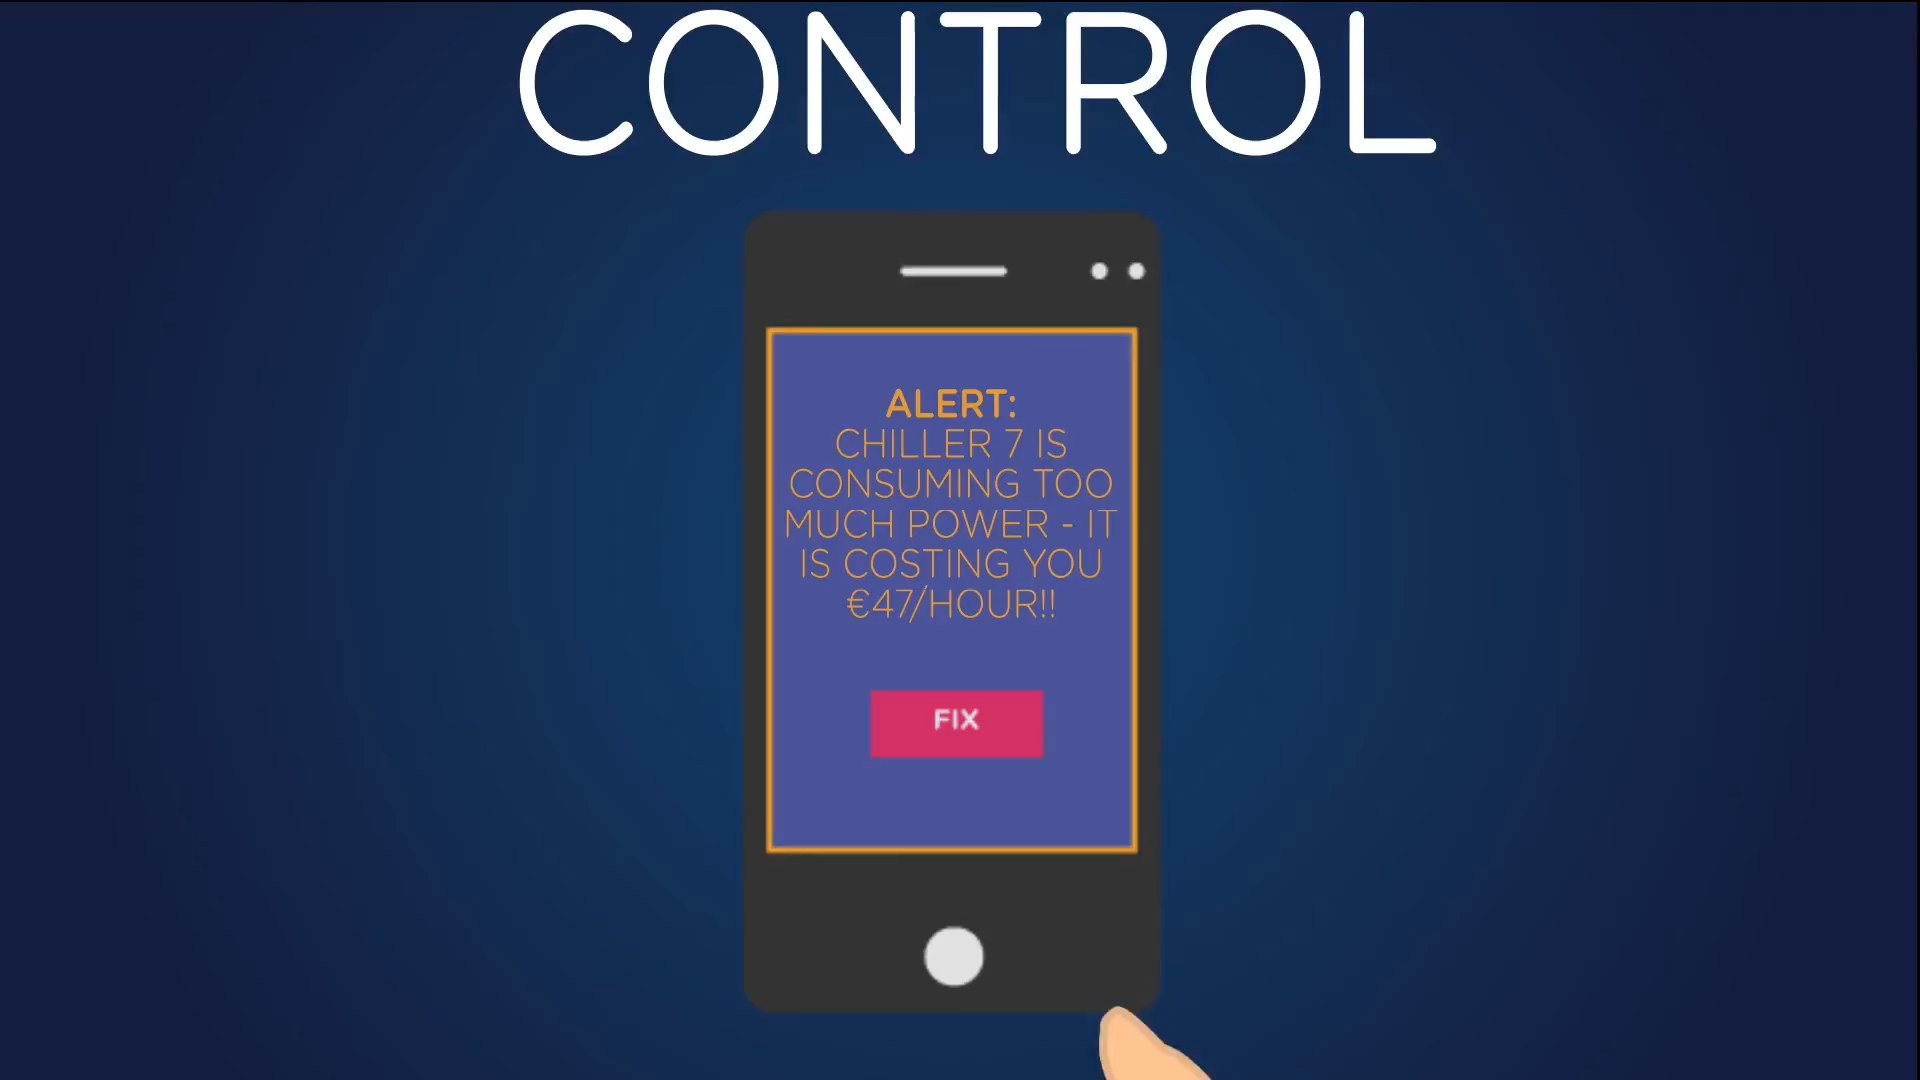 CONTROL
ALERT:
CHILLER 7 IS
CONSUMING TOO
MUCH POWER - IT
IS COSTING YOU
€47/HOUR!!
FIX